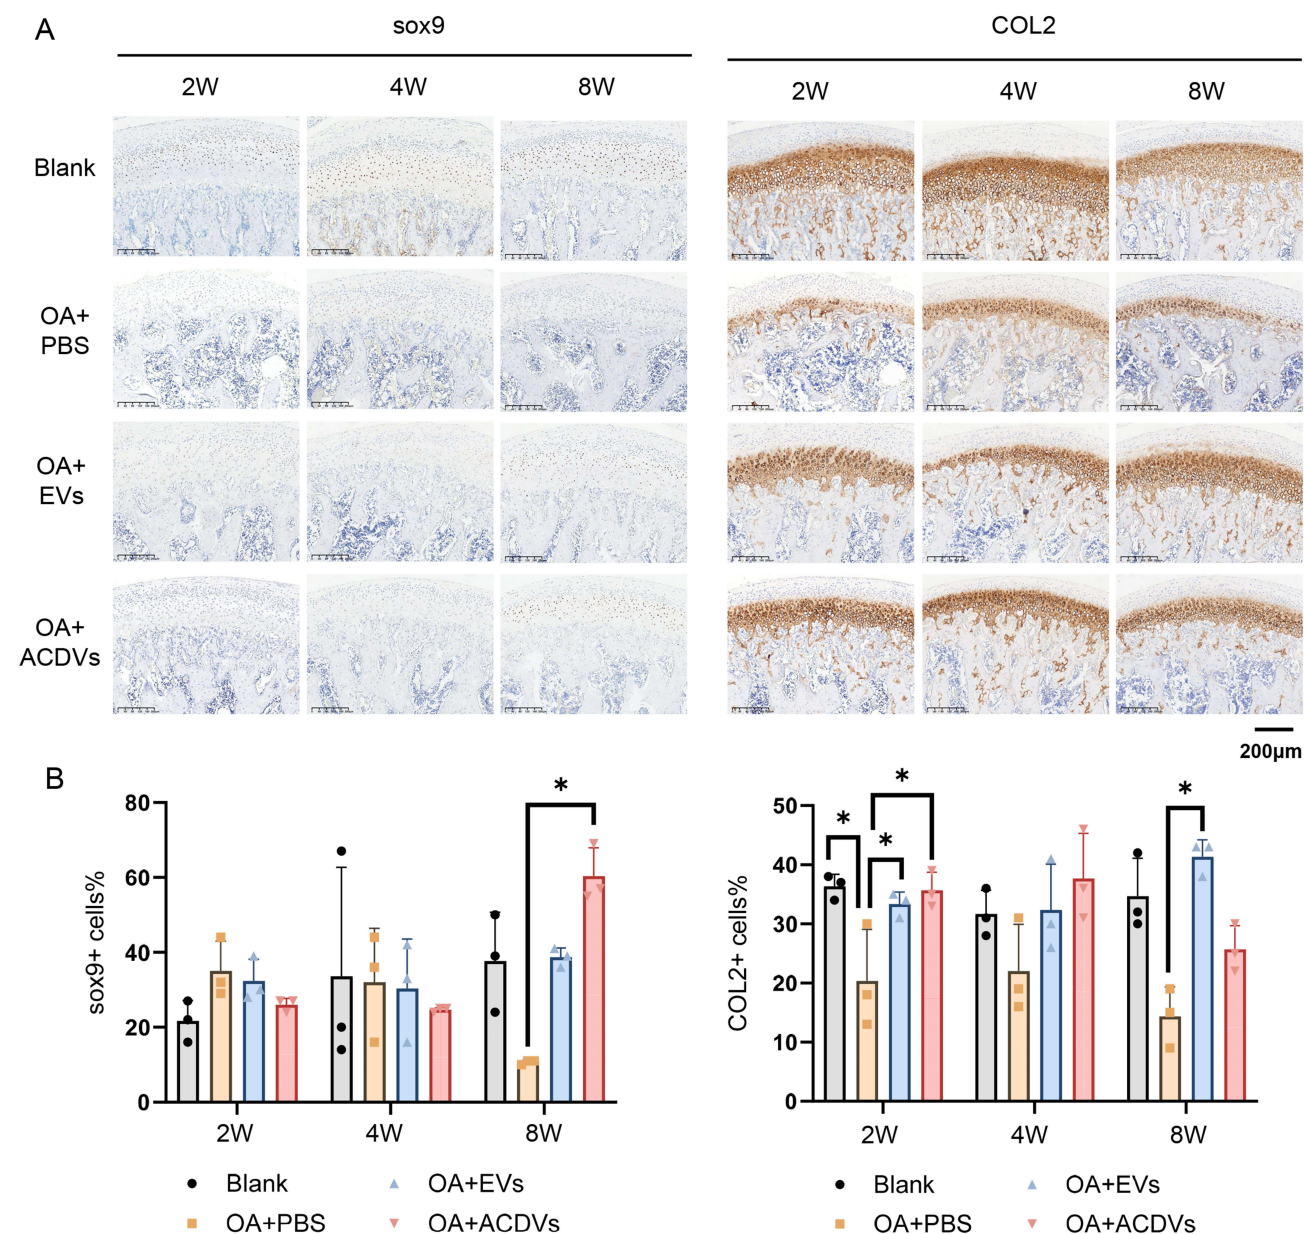 A
sox9
COL2
2W 4W 8W
2W 4W 8W
Blank
OA+
PBS
OA+
EVs
OA+
ACDVs
200μm
B
sox9+ cells%
80
60
40
20
0
*
2W 4W 8W
Blank
OA+EVs
OA+PBS
OA+ACDVs
COL2+ cells%
50
40
30
20
10
0
*
*
*
*
2W 4W 8W
Blank
OA+EVs
OA+PBS
OA+ACDVs